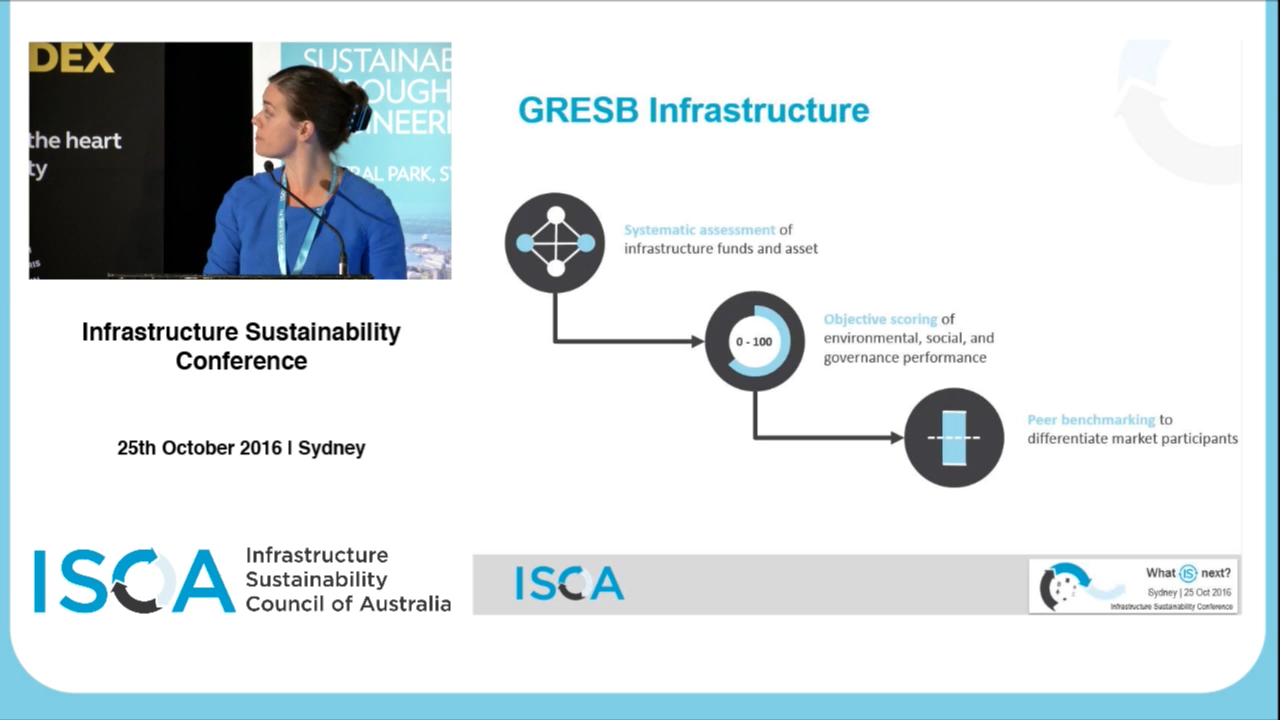 DEX
the heart
ty
SUSTAINAB
OUGH
NEERI
RAL PARK, S
Infrastructure Sustainability
Conference
25th October 2016 | Sydney
ISCA
Infrastructure
Sustainability
Council of Australia
GRESB Infrastructure
Systematic assessment of
infrastructure funds and asset
0 - 100
Objective scoring of
environmental, social, and
governance performance
Peer benchmarking to
differentiate market participants
ISCA
What IS next?
Sydney | 25 Oct 2016
Infrastructure Sustainability Conference